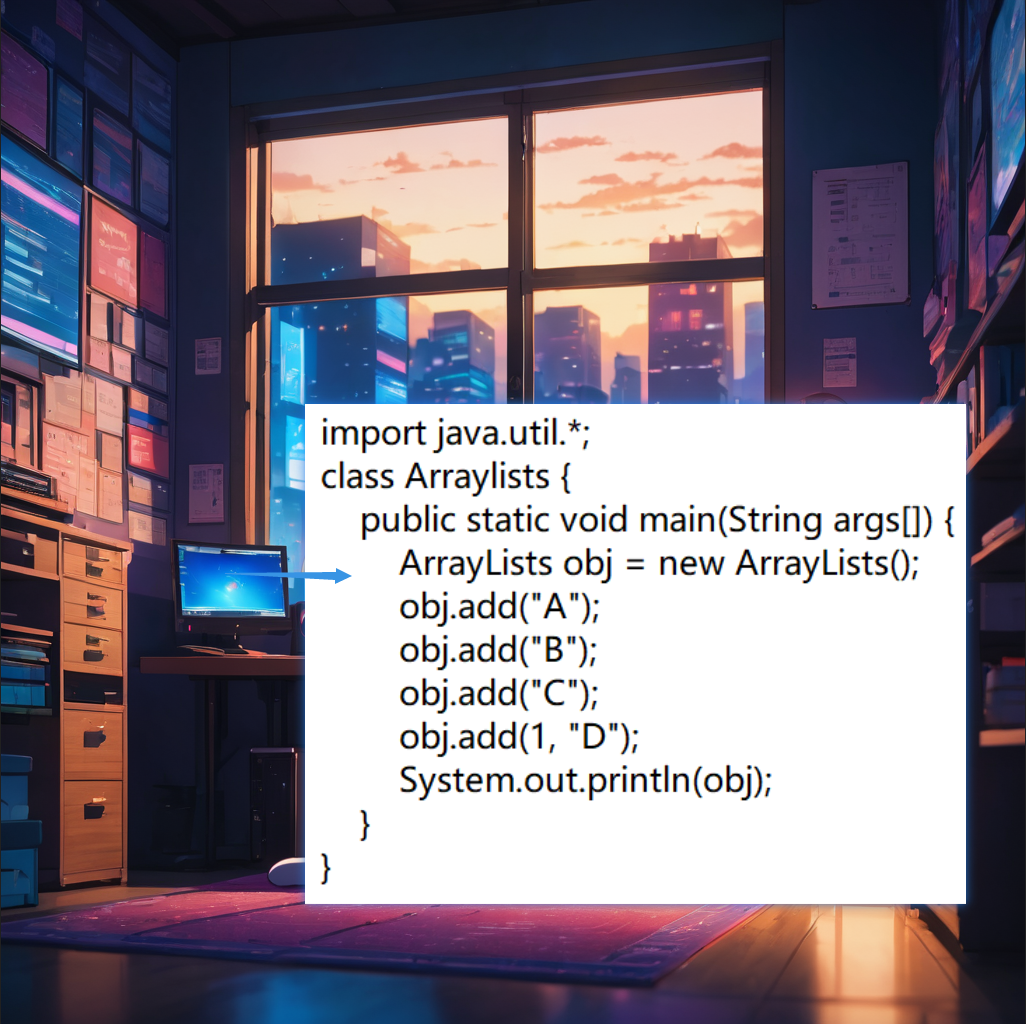 import java.util.*;
class Arraylists {
public static void main(String args[]) {
ArrayLists obj = new ArrayLists();
obj.add("A");
obj.add("B");
obj.add("C");
obj.add(1, "D");
System.out.println(obj);
}
}